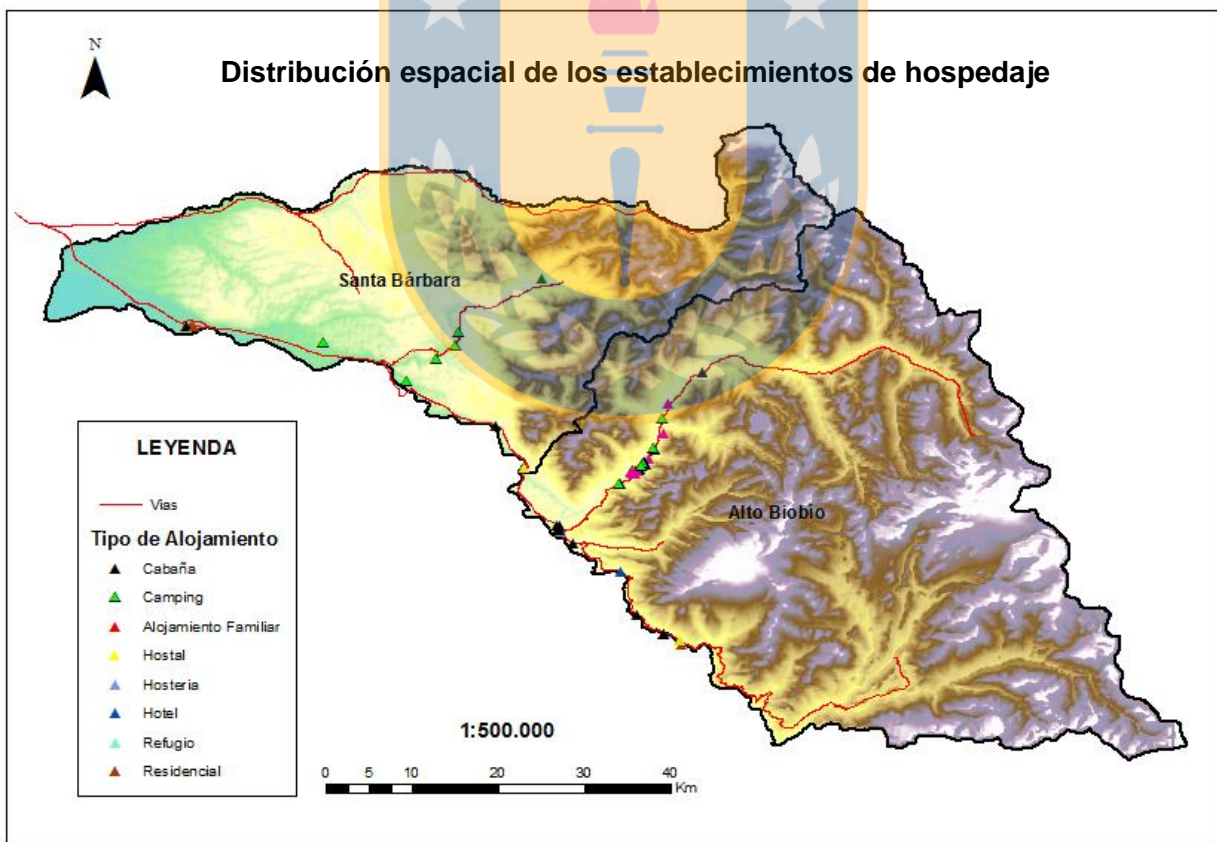 N
Distribución espacial de los establecimientos de hospedaje
Santa Bárbara
Alto Biobio
LEYENDA
Vias
Tipo de Alojamiento
Cabaña
Camping
Alojamiento Familiar
Hostal
Hosteria
Hotel
Refugio
Residencial
1:500.000
0 5 10 20 30 40
Km